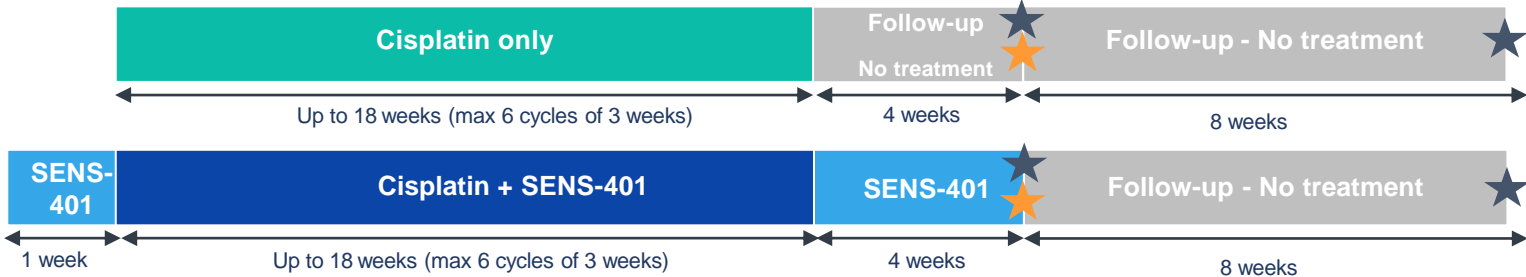 Cisplatin only
Follow-up
No treatment
Follow-up - No treatment
Up to 18 weeks (max 6 cycles of 3 weeks)
4 weeks
8 weeks
SENS-
401
Cisplatin + SENS-401
SENS-401
Follow-up - No treatment
1 week
Up to 18 weeks (max 6 cycles of 3 weeks)
4 weeks
8 weeks